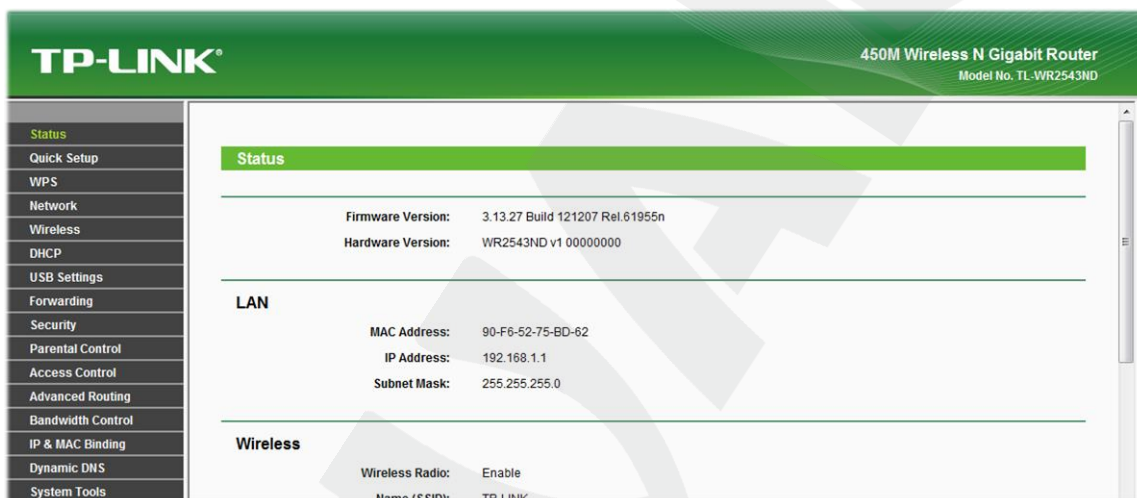 TP-LINK®
450M Wireless N Gigabit Router
Model No. TL-WR2543ND
Status
Quick Setup
WPS
Network
Wireless
DHCP
USB Settings
Forwarding
Security
Parental Control
Access Control
Advanced Routing
Bandwidth Control
IP & MAC Binding
Dynamic DNS
System Tools
Status
Firmware Version: 3.13.27 Build 121207 Rel.61955n
Hardware Version: WR2543ND v1 00000000
LAN
MAC Address: 90-F6-52-75-BD-62
IP Address: 192.168.1.1
Subnet Mask: 255.255.255.0
Wireless
Wireless Radio: Enable
Name (SSID): TP-LINK